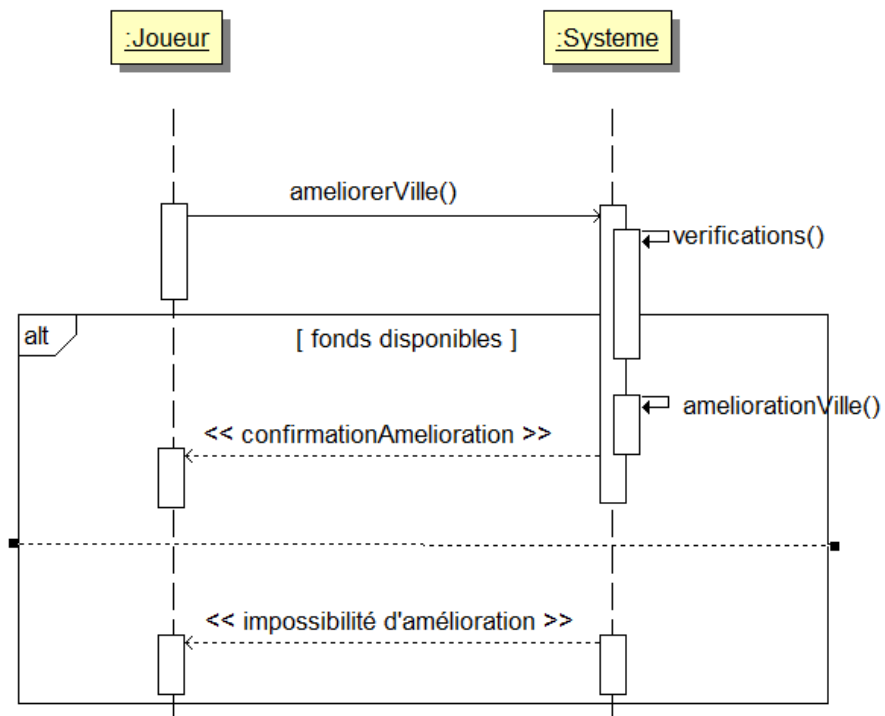 :Joueur
:Systeme
ameliorerVille()
verifications()
alt
[ fonds disponibles ]
ameliorationVille()
<< confirmationAmelioration >>
<< impossibilité d'amélioration >>